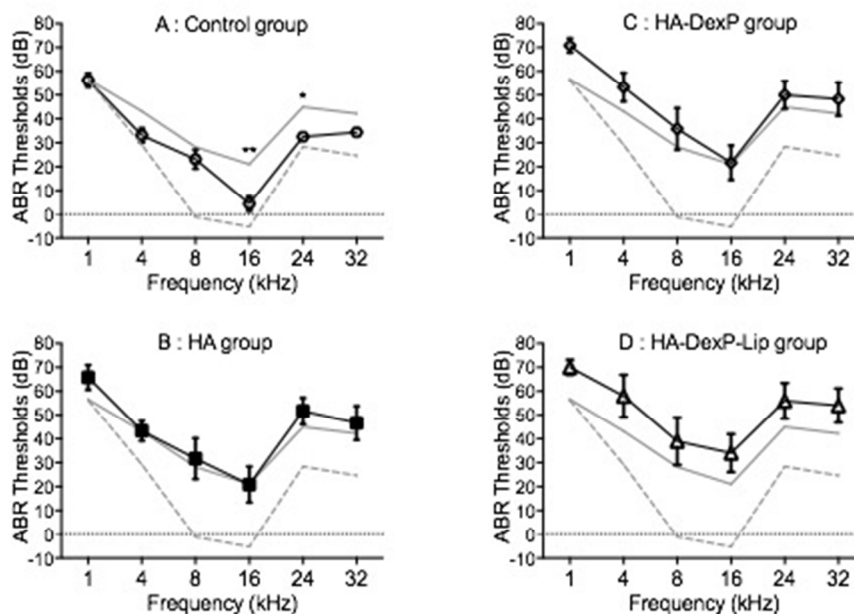 A : Control group
ABR Thresholds (dB)
80
70
60
50
40
30
20
10
0
-10
*
**
1 4 8 16 24 32
Frequency (kHz)
C : HA-DexP group
ABR Thresholds (dB)
80
70
60
50
40
30
20
10
0
-10
1 4 8 16 24 32
Frequency (kHz)
B : HA group
ABR Thresholds (dB)
80
70
60
50
40
30
20
10
0
-10
1 4 8 16 24 32
Frequency (kHz)
D : HA-DexP-Lip group
ABR Thresholds (dB)
80
70
60
50
40
30
20
10
0
-10
1 4 8 16 24 32
Frequency (kHz)